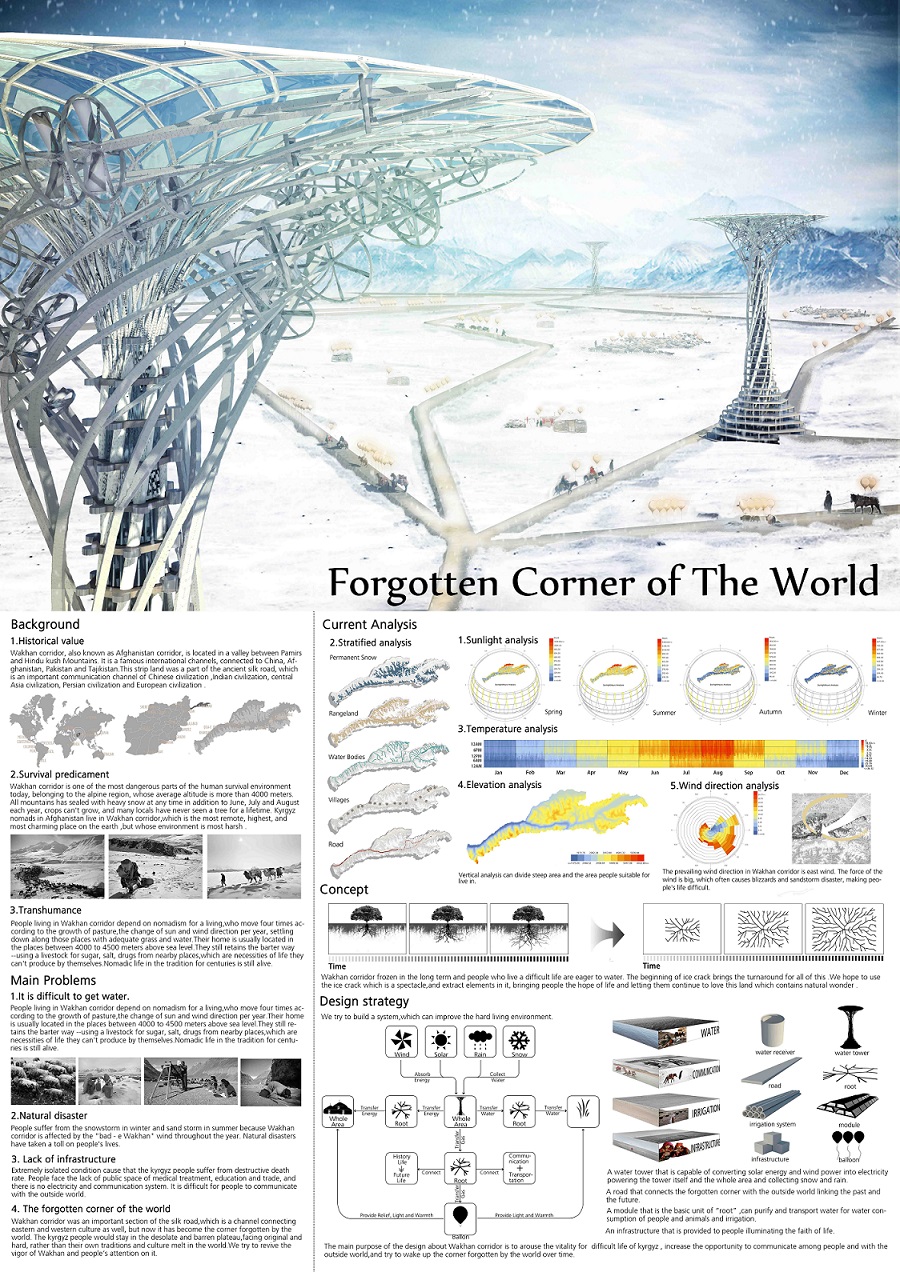 Forgotten Corner of The World
Background
1.Historical value
Wakhan corridor, also known as Afghanistan corridor, is located in a valley between Pamirs
and Hindu kush Mountains. It is a famous international channels, connected to China, Af-
ghanistan, Pakistan and Tajikistan.This strip land was a part of the ancient silk road, which
is an important communication channel of Chinese civilization ,Indian civilization, central
Asia civilization, Persian civilization and European civilization .
2.Survival predicament
Wakhan corridor is one of the most dangerous parts of the human survival environment
today, belonging to the alpine region, whose average altitude is more than 4000 meters.
All mountains has sealed with heavy snow at any time in addition to June, July and August
each year, crops can't grow, and many locals have never seen a tree for a lifetime. Kyrgyz
nomads in Afghanistan live in Wakhan corridor,which is the most remote, highest, and
most charming place on the earth ,but whose environment is most harsh .
3.Transhumance
People living in Wakhan corridor depend on nomadism for a living,who move four times ac-
cording to the growth of pasture,the change of sun and wind direction per year, settling
down along those places with adequate grass and water.Their home is usually located in
the places between 4000 to 4500 meters above sea level.They still retains the barter way
--using a livestock for sugar, salt, drugs from nearby places,which are necessities of life they
can't produce by themselves.Nomadic life in the tradition for centuries is still alive.
Main Problems
1.It is difficult to get water.
People living in Wakhan corridor depend on nomadism for a living,who move four times ac-
cording to the growth of pasture,the change of sun and wind direction per year.Their home
is usually located in the places between 4000 to 4500 meters above sea level.They still re-
tains the barter way --using a livestock for sugar, salt, drugs from nearby places,which are
necessities of life they can't produce by themselves.Nomadic life in the tradition for centu-
ries is still alive.
2.Natural disaster
People suffer from the snowstorm in winter and sand storm in summer because Wakhan
corridor is affected by the "bad - e Wakhan" wind throughout the year. Natural disasters
have taken a toll on people's lives.
3. Lack of infrastructure
Extremely isolated condition cause that the kyrgyz people suffer from destructive death
rate. People face the lack of public space of medical treatment, education and trade, and
there is no electricity and communication system. It is difficult for people to communicate
with the outside world.
4. The forgotten corner of the world
Wakhan corridor was an important section of the silk road,which is a channel connecting
eastern and western culture as well, but now it has become the corner forgotten by the
world. The kyrgyz people would stay in the desolate and barren plateau,facing original and
hard, rather than their own traditions and culture melt in the world.We try to revive the
vigor of Wakhan and people's attention on it.
Current Analysis
2.Stratified analysis
Permanent Snow
Rangeland
Water Bodies
Villages
Road
1.Sunlight analysis
Spring
Summer
Autumn
Winter
3.Temperature analysis
12AM
6PM
12PM
6AM
12AM
Jan Feb Mar Apr May Jun Jul Aug Sep Oct Nov Dec
4.Elevation analysis
Vertical analysis can divide steep area and the area people suitable for
live in.
5.Wind direction analysis
The prevailing wind direction in Wakhan corridor is east wind. The force of the
wind is big, which often causes blizzards and sandstorm disaster, making peo-
ple's life difficult.
Concept
Time
Time
Wakhan corridor frozen in the long term and people who live a difficult life are eager to water. The beginning of ice crack brings the turnaround for all of this .We hope to use
the ice crack which is a spectacle,and extract elements in it, bringing people the hope of life and letting them continue to love this land which contains natural wonder .
Design strategy
We try to build a system,which can improve the hard living environment.
Wind
Solar
Rain
Snow
Absorb
Energy
Collect
Water
Whole
Area
Transfer
Energy
Root
Transfer
Energy
Whole
Area
Transfer
Water
Root
Transfer
Water
Transfer
Gas
History
Life
Future
Life
Connect
Root
Connect
Commu-
nication
+
Transpor-
tation
Transfer
Gas
Provide Relief, Light and Warmth
Provide Light and Warmth
Ballon
WATER
COMMUNICATION
IRRIGATION
INFRASTRUCTURE
water receiver
water tower
road
root
irrigation system
module
infrastructure
balloon
A water tower that is capable of converting solar energy and wind power into electricity
powering the tower itself and the whole area and collecting snow and rain.
A road that connects the forgotten corner with the outside world linking the past and
the future.
A module that is the basic unit of "root" ,can purify and transport water for water con-
sumption of people and animals and irrigation.
An infrastructure that is provided to people illuminating the faith of life.
The main purpose of the design about Wakhan corridor is to arouse the vitality for difficult life of kyrgyz , increase the opportunity to communicate among people and with the
outside world,and try to wake up the corner forgotten by the world over time.